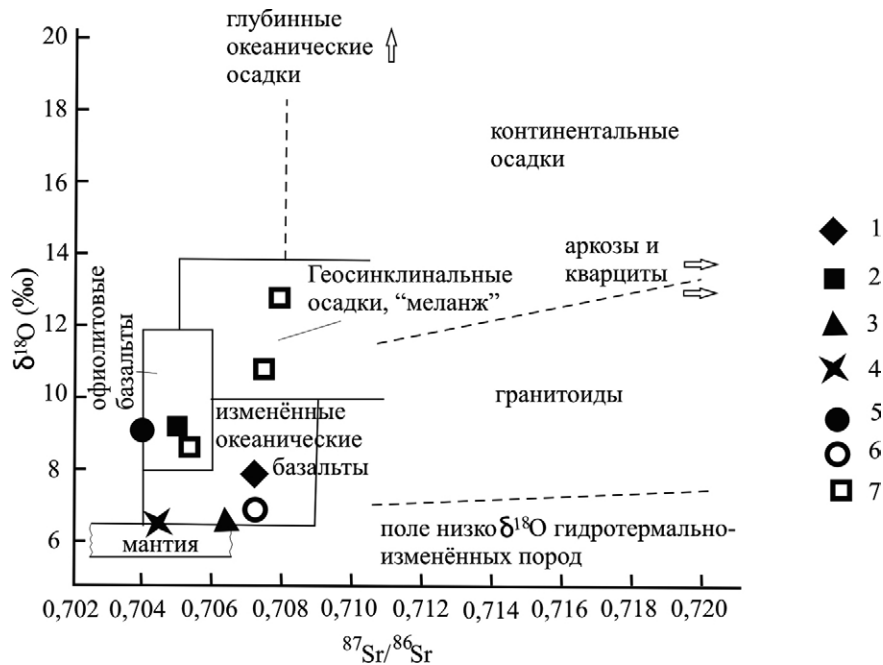 глубинные
океанические
осадки
континентальные
осадки
аркозы и
кварциты
Геосинклинальные
осадки, “меланж”
офиолитовые
базальты
изменённые
океанические
базальты
гранитоиды
мантия
поле низко δ¹⁸O гидротермально-
изменённых пород
δ¹⁸O (‰)
20
18
16
14
12
10
8
6
0,702 0,704 0,706 0,708 0,710 0,712 0,714 0,716 0,718 0,720
⁸⁷Sr/⁸⁶Sr
1
2
3
4
5
6
7